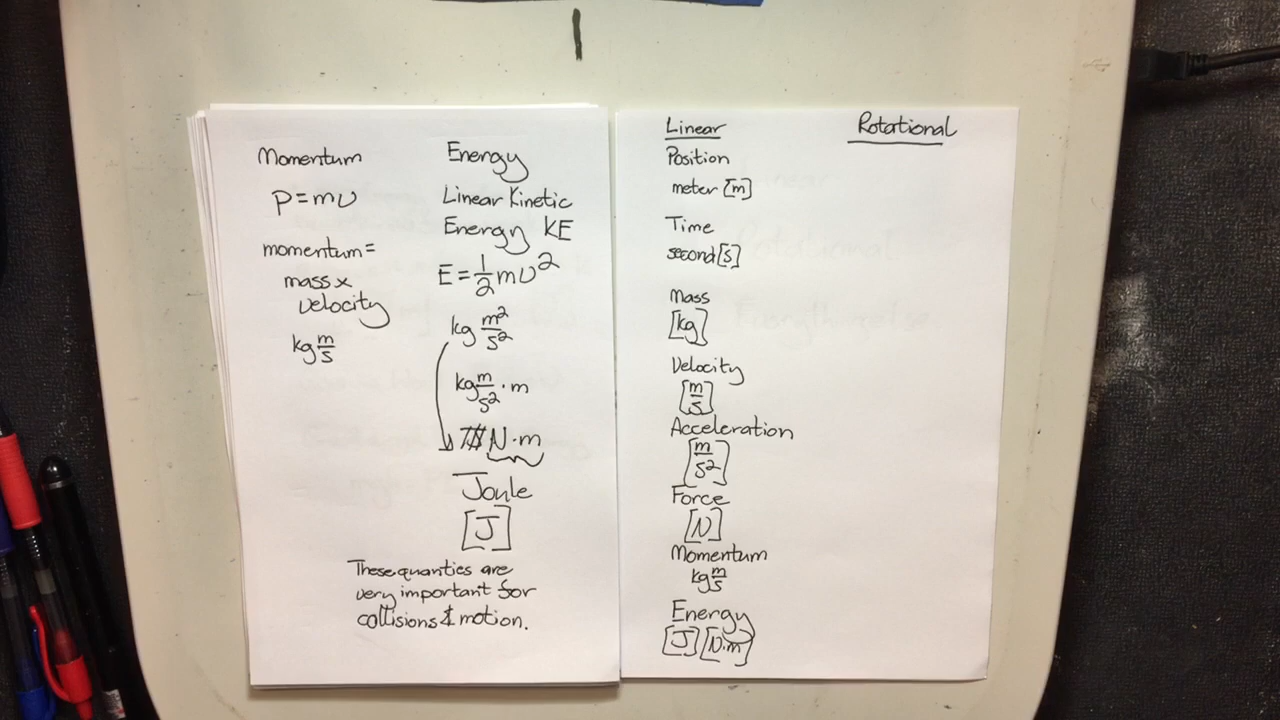 Momentum
p=mv
momentum=
mass x
velocity
kg m/s
Energy
Linear Kinetic
Energy KE
E=1/2mv²
kg m²/s²
kg m/s²·m
N·m
Joule
[J]
These quanties are
very important for
collisions & motion.
Linear
Position
meter [m]
Time
second [s]
Mass
[kg]
Velocity
[m/s]
Acceleration
[m/s²]
Force
[N]
Momentum
kg m/s
Energy
[J] [N·m]
Rotational